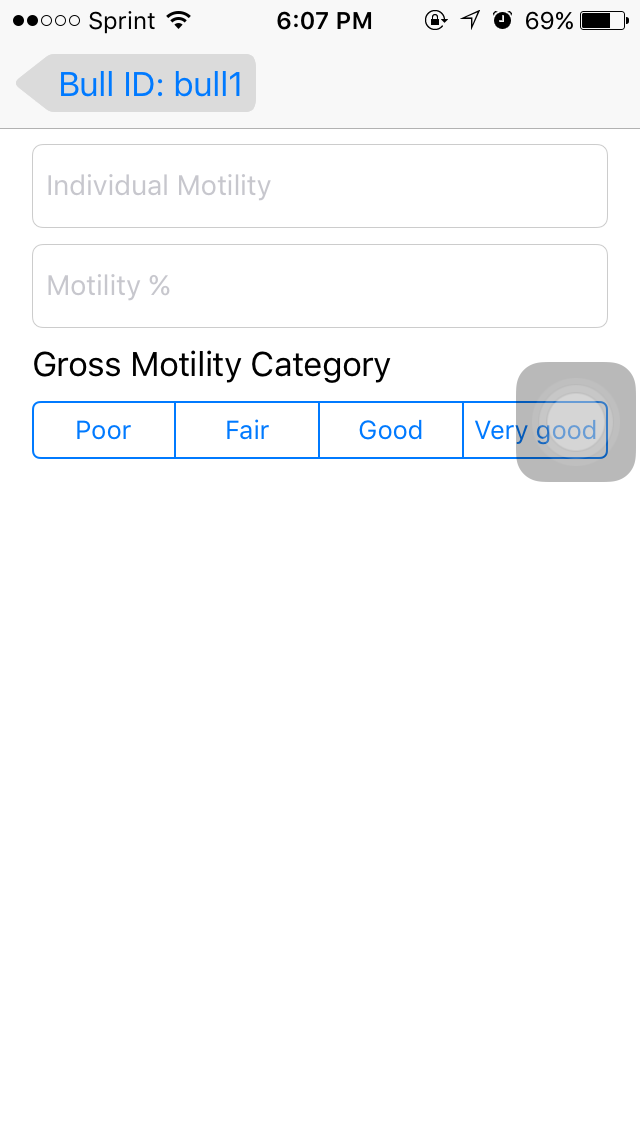 Sprint 6:07 PM 69%
Bull ID: bull1
Individual Motility
Motility %
Gross Motility Category
Poor Fair Good Very good